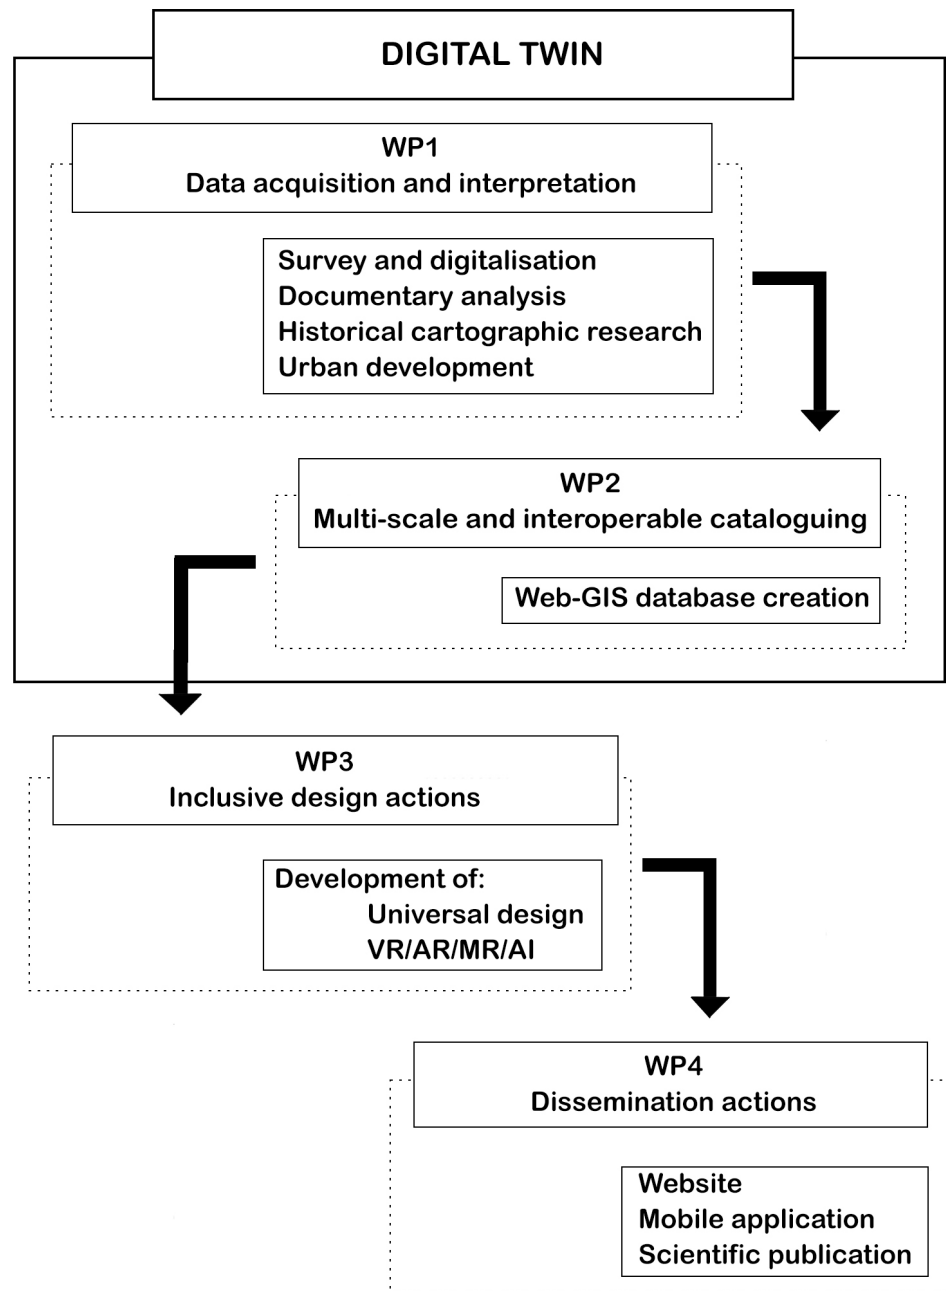 DIGITAL TWIN
WP1
Data acquisition and interpretation
Survey and digitalisation
Documentary analysis
Historical cartographic research
Urban development
WP2
Multi-scale and interoperable cataloguing
Web-GIS database creation
WP3
Inclusive design actions
Development of:
Universal design
VR/AR/MR/AI
WP4
Dissemination actions
Website
Mobile application
Scientific publication